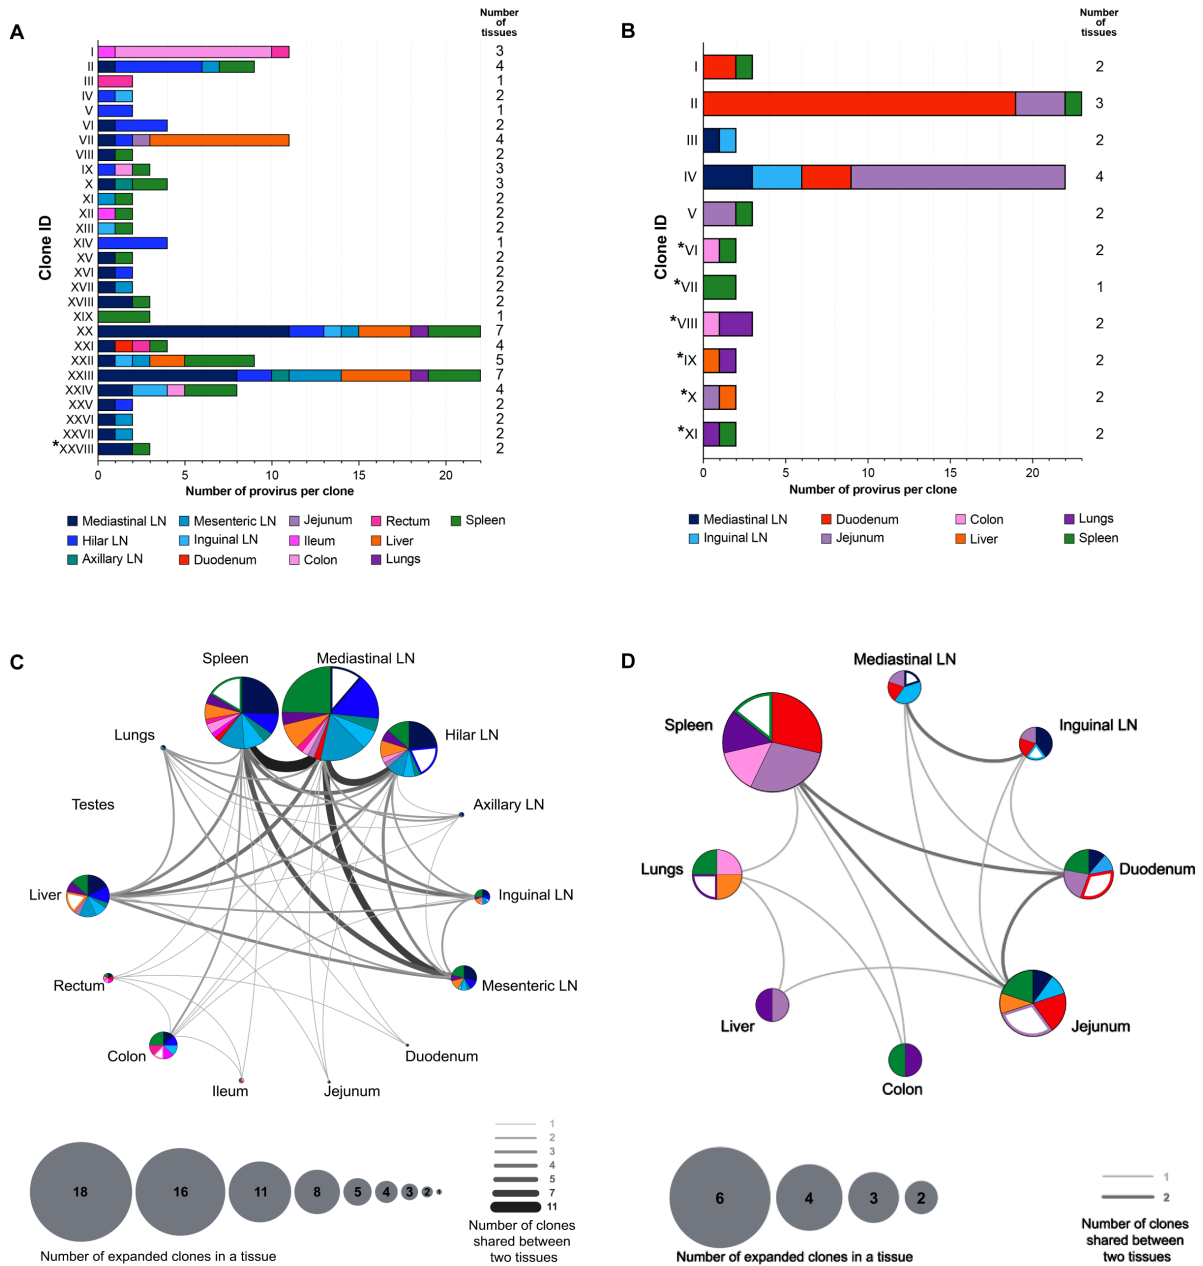 A
Number
of
tissues
Clone ID
I 3
II 4
III 1
IV 2
V 1
VI 2
VII 4
VIII 2
IX 3
X 3
XI 2
XII 2
XIII 2
XIV 1
XV 2
XVI 2
XVII 2
XVIII 2
XIX 1
XX 7
XXI 4
XXII 5
XXIII 7
XXIV 4
XXV 2
XXVI 2
XXVII 2
*XXVIII 2
0 5 10 15 20
Number of provirus per clone
Mediastinal LN Mesenteric LN Jejunum Rectum Spleen
Hilar LN Inguinal LN Ileum Liver
Axillary LN Duodenum Colon Lungs
B
Number
of
tissues
Clone ID
I 2
II 3
III 2
IV 4
V 2
*VI 2
*VII 1
*VIII 2
*IX 2
*X 2
*XI 2
0 5 10 15 20
Number of provirus per clone
Mediastinal LN Duodenum Colon Lungs
Inguinal LN Jejunum Liver Spleen
C
Spleen Mediastinal LN
Lungs Hilar LN
Testes Axillary LN
Liver Inguinal LN
Rectum Mesenteric LN
Colon Duodenum
Ileum Jejunum
18 16 11 8 5 4 3 2 1
Number of expanded clones in a tissue
1
2
3
4
5
7
11
Number of clones
shared between
two tissues
D
Mediastinal LN
Spleen Inguinal LN
Lungs Duodenum
Liver Jejunum
Colon
6 4 3 2
Number of expanded clones in a tissue
1
2
Number of clones
shared between
two tissues